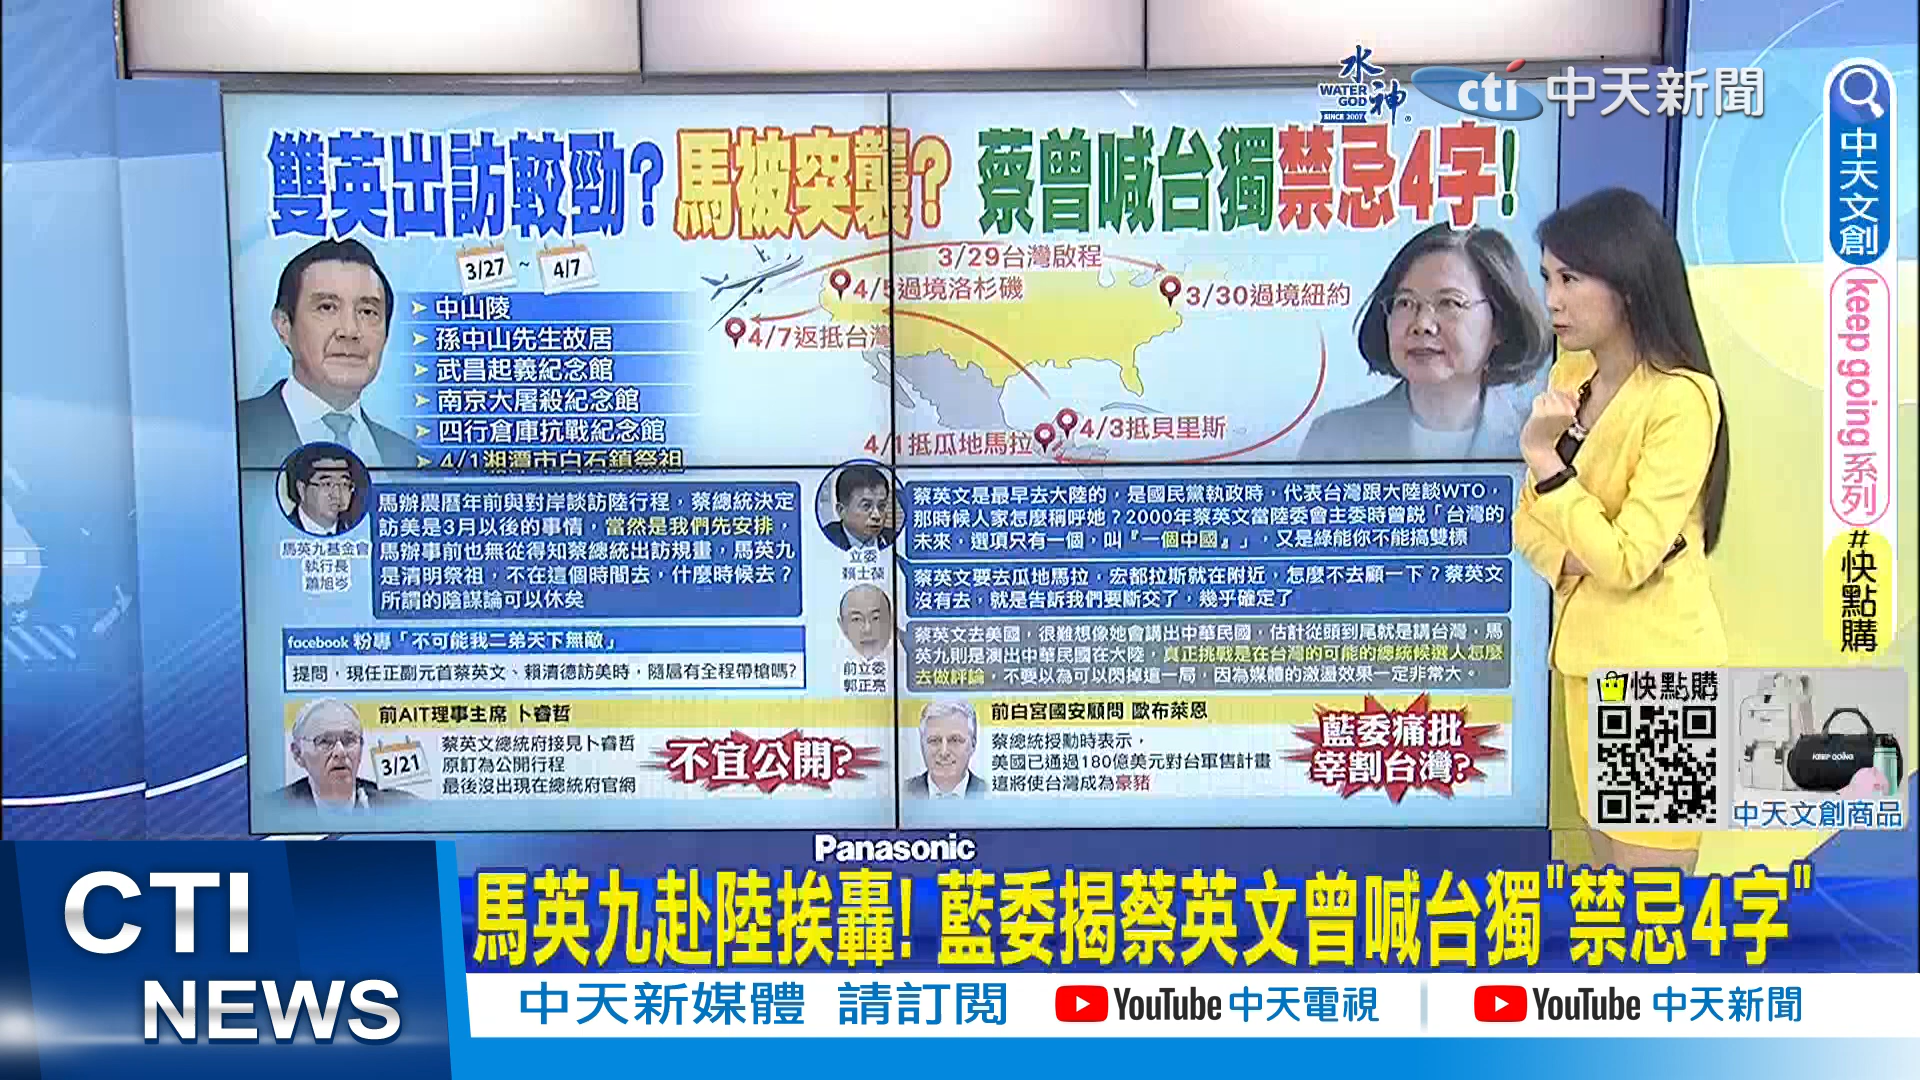 水神
WATER GOD
SINCE 2007
cti 中天新聞
中天文創
keep going系列
#快點購
雙英出訪較勁? 馬被突襲? 蔡曾喊台獨禁忌4字!
3/27 ~ 4/7
中山陵
孫中山先生故居
武昌起義紀念館
南京大屠殺紀念館
四行倉庫抗戰紀念館
4/1湘潭市白石鎮祭祖
3/29台灣啟程
4/5過境洛杉磯
3/30過境紐約
4/7返抵台灣
4/3抵貝里斯
4/1抵瓜地馬拉
馬英九基金會
執行長
蕭旭岑
馬辦農曆年前與對岸談訪陸行程，蔡總統決定
訪美是3月以後的事情，當然是我們先安排，
馬辦事前也無從得知蔡總統出訪規畫，馬英九
是清明祭祖，不在這個時間去，什麼時候去？
所謂的陰謀論可以休矣
facebook 粉專「不可能我二弟天下無敵」
提問，現任正副元首蔡英文、賴清德訪美時，隨扈有全程帶槍嗎?
立委
賴士葆
蔡英文是最早去大陸的，是國民黨執政時，代表台灣跟大陸談WTO，
那時候人家怎麼稱呼她？2000年蔡英文當陸委會主委時曾說「台灣的
未來，選項只有一個，叫『一個中國』」，又是綠能你不能搞雙標
蔡英文要去瓜地馬拉，宏都拉斯就在附近，怎麼不去顧一下？蔡英文
沒有去，就是告訴我們要斷交了，幾乎確定了
前立委
郭正亮
蔡英文去美國，很難想像她會講出中華民國，估計從頭到尾就是講台灣，馬
英九則是演出中華民國在大陸，真正挑戰是在台灣的可能的總統候選人怎麼
去做評論，不要以為可以閃掉這一局，因為媒體的激盪效果一定非常大。
前AIT理事主席 卜睿哲
3/21
蔡英文總統府接見卜睿哲
原訂為公開行程
最後沒出現在總統府官網
不宜公開?
前白宮國安顧問 歐布萊恩
蔡總統授勳時表示，
美國已通過180億美元對台軍售計畫
這將使台灣成為豪豬
藍委痛批
宰割台灣?
快點購
KEEP GOING
中天文創商品
Panasonic
CTI
NEWS
馬英九赴陸挨轟! 藍委揭蔡英文曾喊台獨"禁忌4字"
中天新媒體 請訂閱 YouTube 中天電視 | YouTube 中天新聞